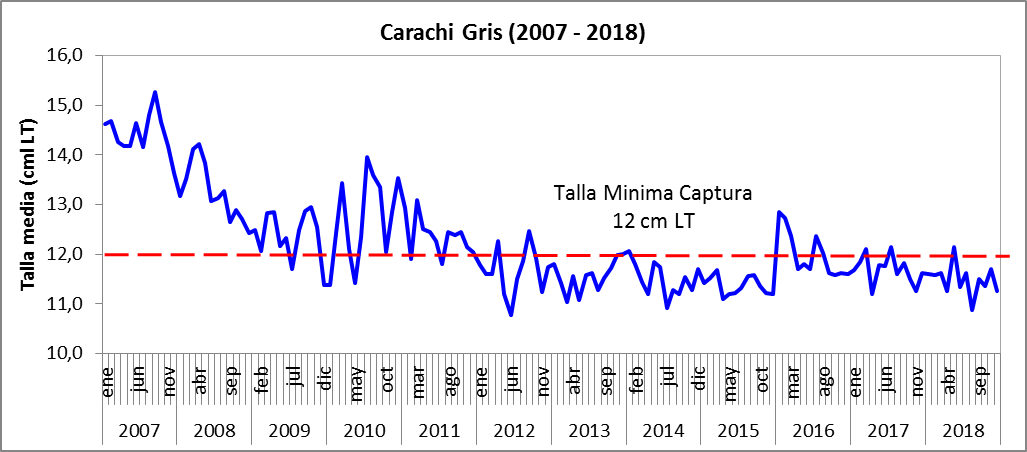 Carachi Gris (2007 - 2018)
Talla media (cml LT)
16,0
15,0
14,0
13,0
12,0
11,0
10,0
Talla Minima Captura
12 cm LT
ene jun nov abr sep feb jul dic may oct mar ago ene jun nov abr sep feb jul dic may oct mar ago ene jun nov abr sep
2007 2008 2009 2010 2011 2012 2013 2014 2015 2016 2017 2018